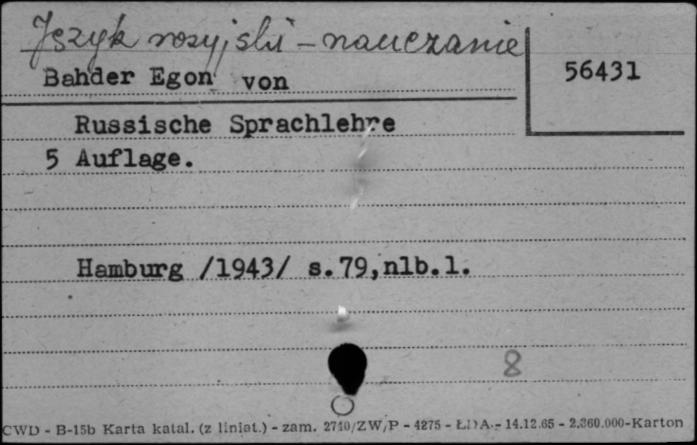 Język rosyjski - nauczanie
56431
Bahder Egon von
Russische Sprachlehre
5 Auflage.
Hamburg /1943/ s.79,nlb.1.
8
CWD - B-15b Karta katal. (z liniat.) - zam. 2710/ZW/P - 4275 - ŁDA - 14.12.65 - 2.360.000-Karton